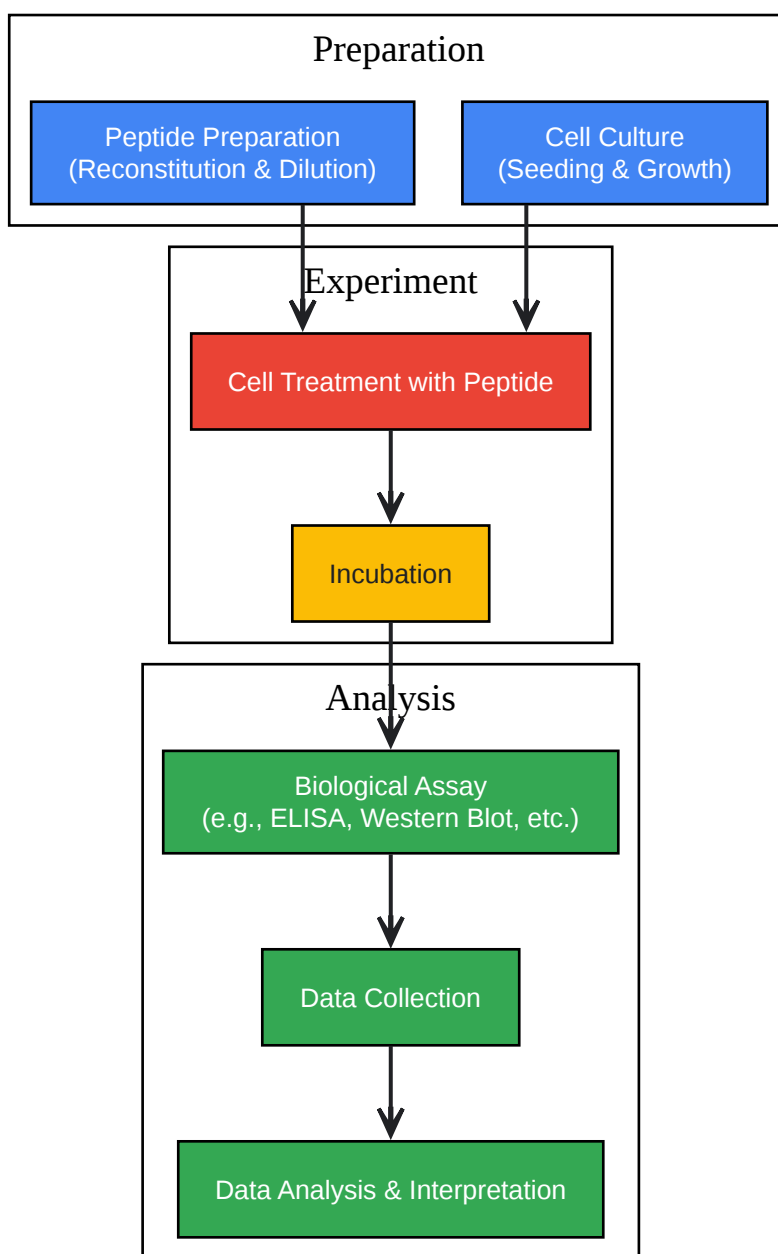 Preparation
Peptide Preparation
(Reconstitution & Dilution)
Cell Culture
(Seeding & Growth)
Experiment
Cell Treatment with Peptide
Incubation
Analysis
Biological Assay
(e.g., ELISA, Western Blot, etc.)
Data Collection
Data Analysis & Interpretation